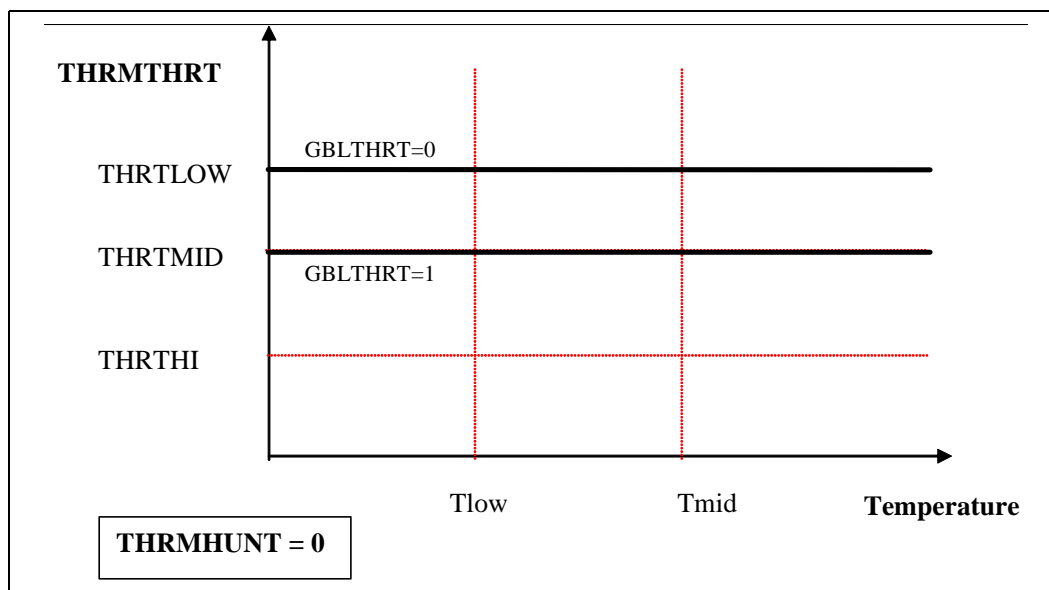 THRMTHRT
GBLTHRT=0
THRTLOW
THRTMID
GBLTHRT=1
THRTHI
Tlow
Tmid
Temperature
THRMHUNT = 0